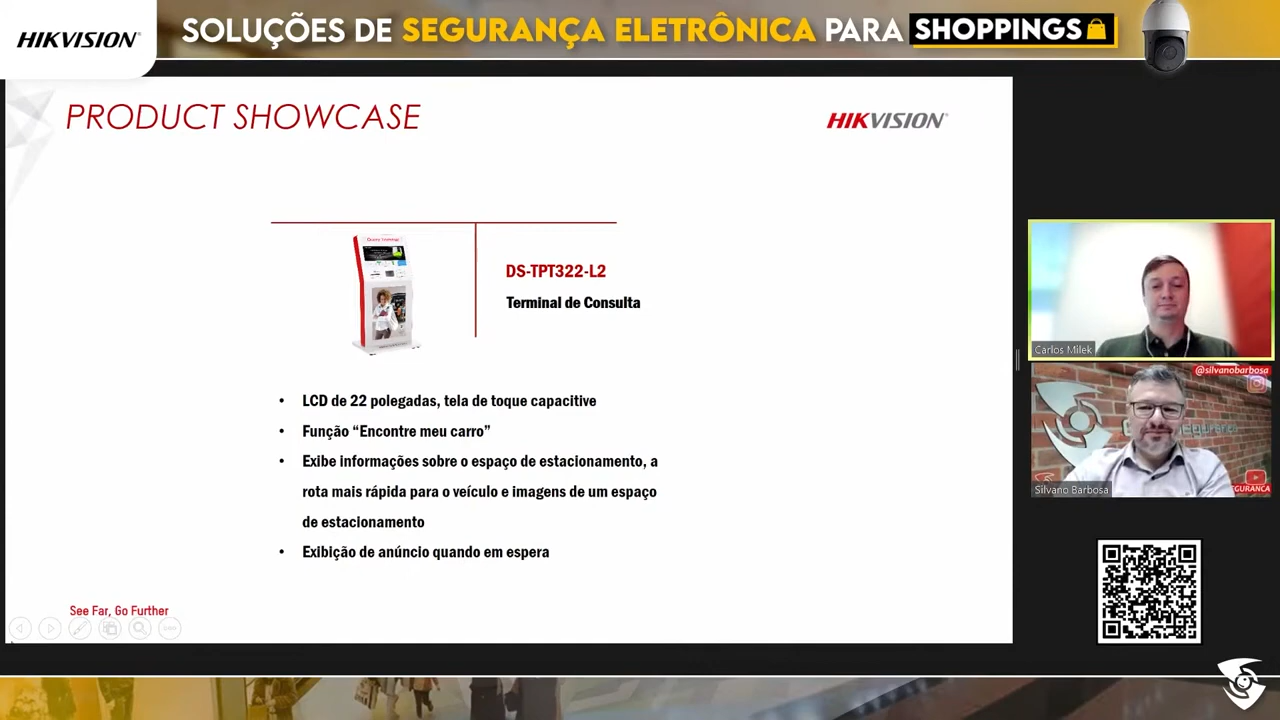 HIKVISION
SOLUÇÕES DE SEGURANÇA ELETRÔNICA PARA SHOPPINGS
PRODUCT SHOWCASE
HIKVISION
DS-TPT322-L2
Terminal de Consulta
• LCD de 22 polegadas, tela de toque capacitive
• Função “Encontre meu carro”
• Exibe informações sobre o espaço de estacionamento, a
rota mais rápida para o veículo e imagens de um espaço
de estacionamento
• Exibição de anúncio quando em espera
See Far, Go Further
Carlos Milek
@silvanobarbosa
Silvano Barbosa